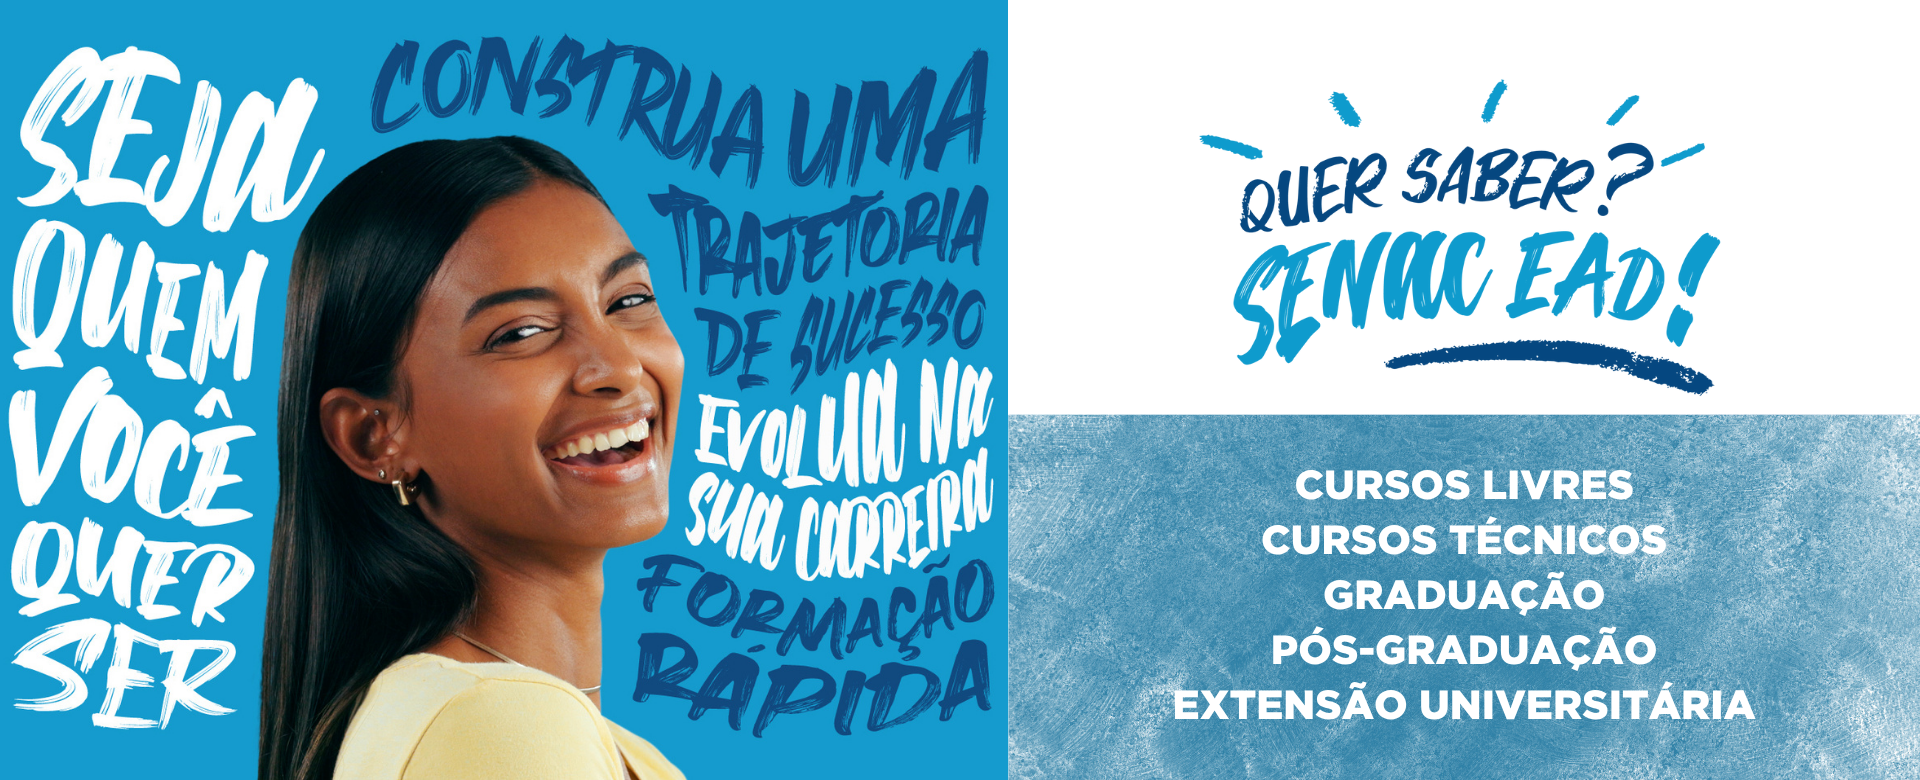 SEJA
QUEM
VOCÊ
QUER
SER
CONSTRUA UMA
TRAJETÓRIA
DE SUCESSO
EVOLUA NA
SUA CARREIRA
FORMAÇÃO
RÁPIDA
QUER SABER?
SENAC EAD!
CURSOS LIVRES
CURSOS TÉCNICOS
GRADUAÇÃO
PÓS-GRADUAÇÃO
EXTENSÃO UNIVERSITÁRIA